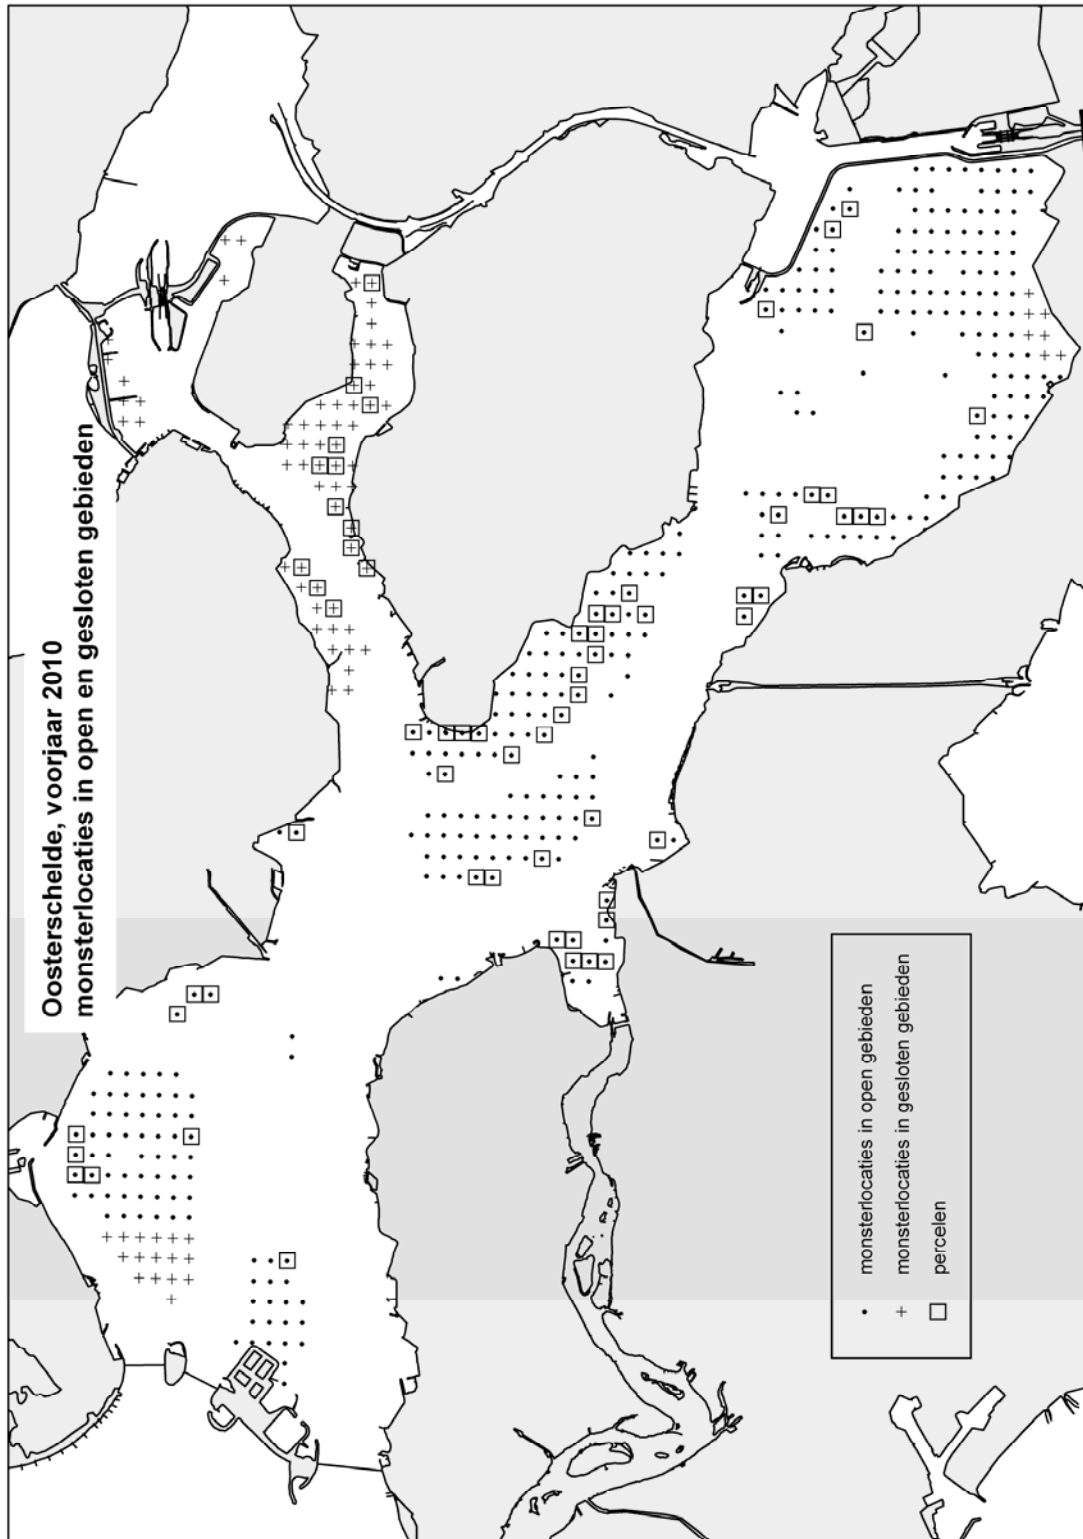 Oosterschelde, voorjaar 2010
monsterlocaties in open en gesloten gebieden
monsterlocaties in open gebieden
monsterlocaties in gesloten gebieden
percelen